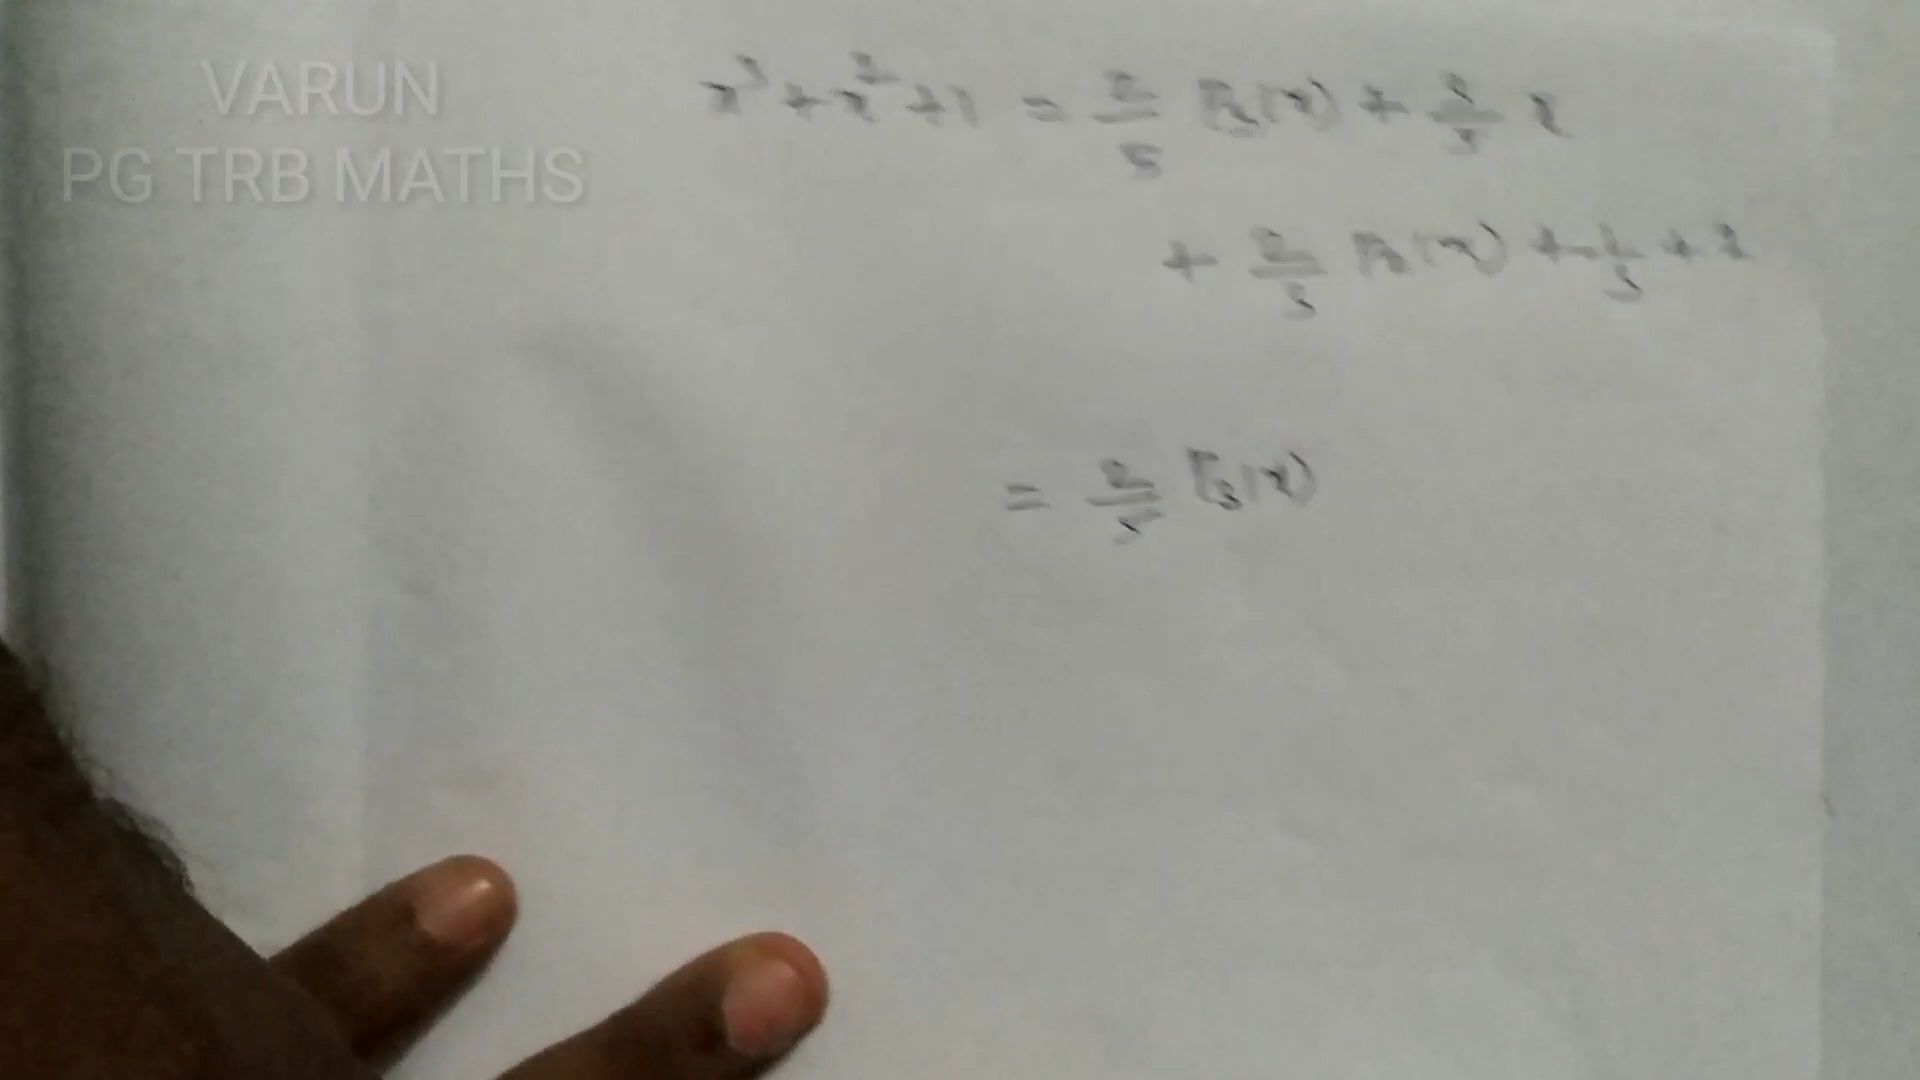 VARUN
PG TRB MATHS
x³ + x² + 1 = 2/5 P₃(x) + 3/5 x
+ 2/3 P₂(x) + 1/3 + 1
= 2/5 P₃(x)